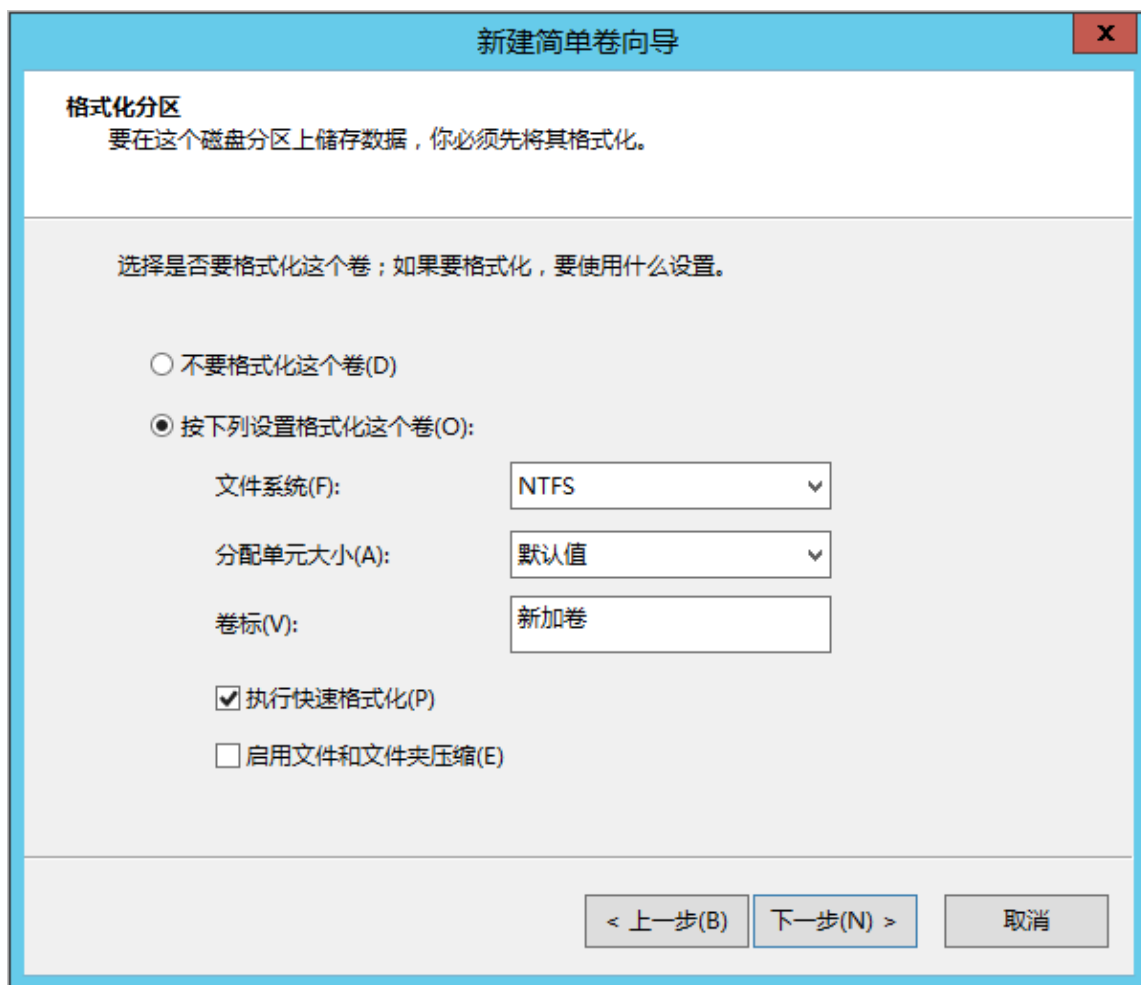 新建简单卷向导
x
格式化分区
要在这个磁盘分区上储存数据，你必须先将其格式化。
选择是否要格式化这个卷；如果要格式化，要使用什么设置。
不要格式化这个卷(D)
按下列设置格式化这个卷(O):
文件系统(F): NTFS
分配单元大小(A): 默认值
卷标(V): 新加卷
执行快速格式化(P)
启用文件和文件夹压缩(E)
< 上一步(B) 下一步(N) > 取消